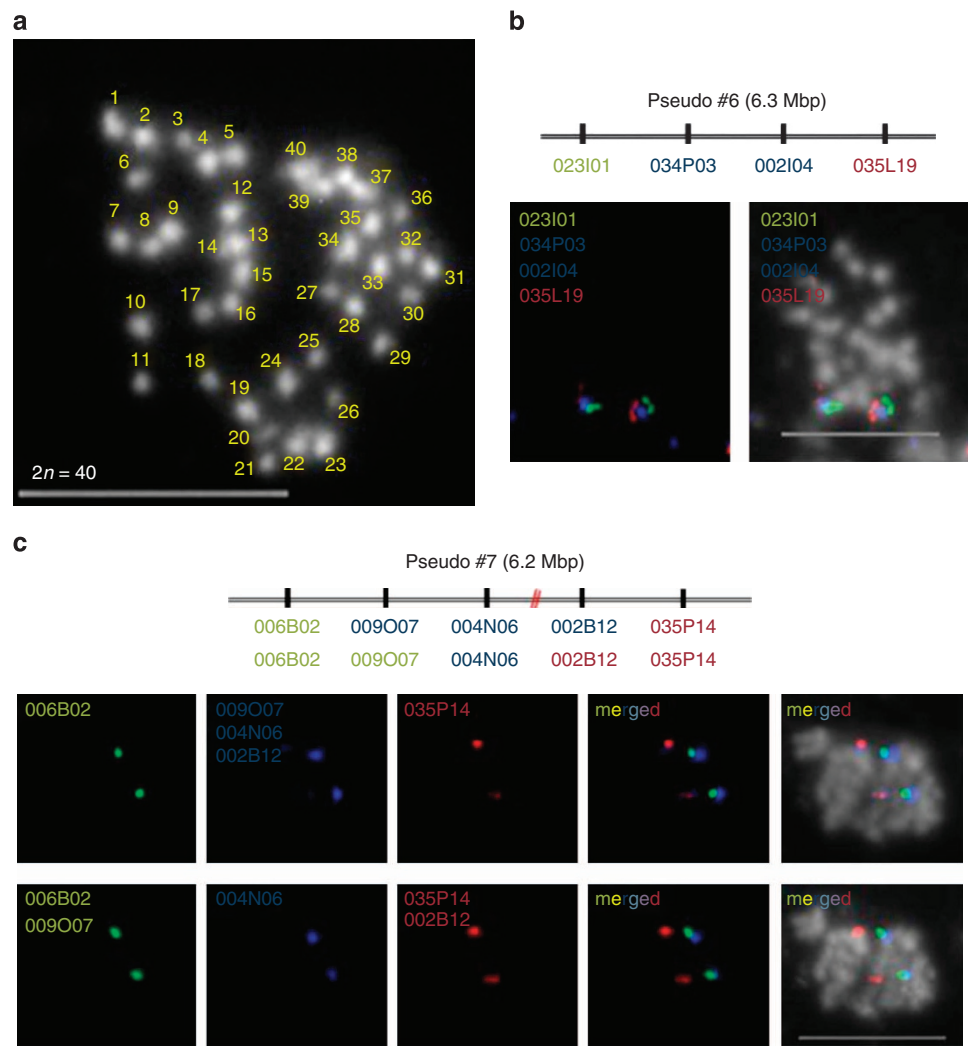 a
1
2
3
4
5
6
7
8
9
10
11
12
13
14
15
16
17
18
19
20
21
22
23
24
25
26
27
28
29
30
31
32
33
34
35
36
37
38
39
40
2n = 40
b
Pseudo #6 (6.3 Mbp)
023I01 034P03 002I04 035L19
023I01
034P03
002I04
035L19
023I01
034P03
002I04
035L19
c
Pseudo #7 (6.2 Mbp)
006B02 009O07 004N06 002B12 035P14
006B02 009O07 004N06 002B12 035P14
006B02
009O07
004N06
002B12
035P14
merged
merged
006B02
009O07
004N06
035P14
002B12
merged
merged